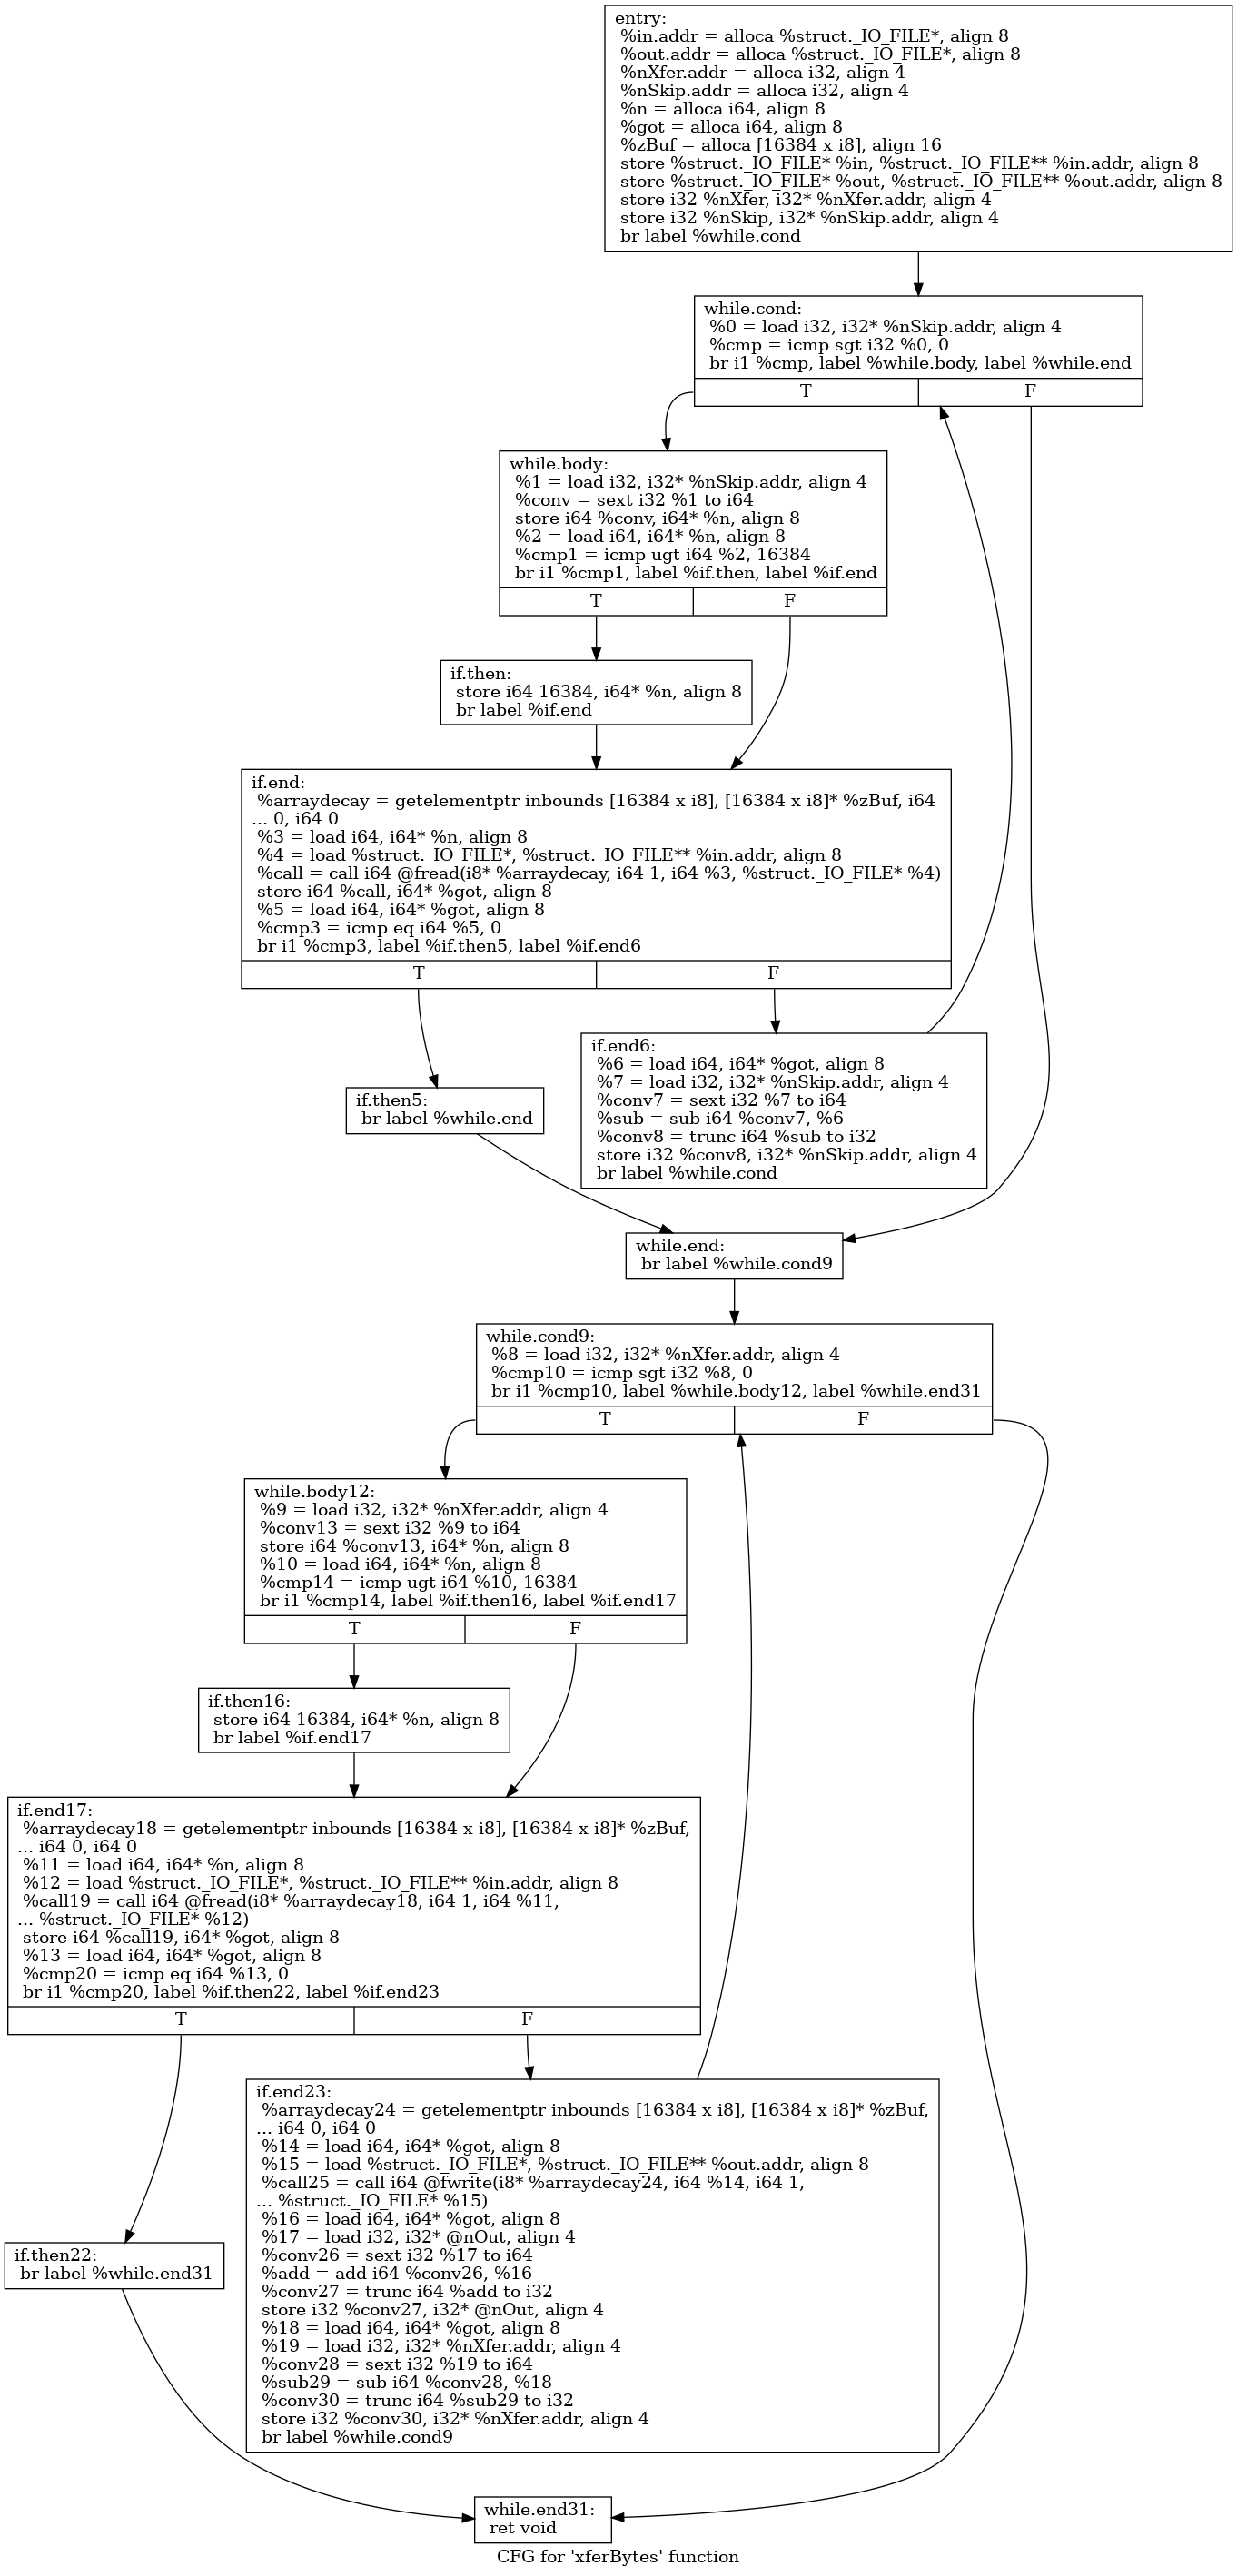 entry:
%in.addr = alloca %struct._IO_FILE*, align 8
%out.addr = alloca %struct._IO_FILE*, align 8
%nXfer.addr = alloca i32, align 4
%nSkip.addr = alloca i32, align 4
%n = alloca i64, align 8
%got = alloca i64, align 8
%zBuf = alloca [16384 x i8], align 16
store %struct._IO_FILE* %in, %struct._IO_FILE** %in.addr, align 8
store %struct._IO_FILE* %out, %struct._IO_FILE** %out.addr, align 8
store i32 %nXfer, i32* %nXfer.addr, align 4
store i32 %nSkip, i32* %nSkip.addr, align 4
br label %while.cond
while.cond:
%0 = load i32, i32* %nSkip.addr, align 4
%cmp = icmp sgt i32 %0, 0
br i1 %cmp, label %while.body, label %while.end
T F
while.body:
%1 = load i32, i32* %nSkip.addr, align 4
%conv = sext i32 %1 to i64
store i64 %conv, i64* %n, align 8
%2 = load i64, i64* %n, align 8
%cmp1 = icmp ugt i64 %2, 16384
br i1 %cmp1, label %if.then, label %if.end
T F
if.then:
store i64 16384, i64* %n, align 8
br label %if.end
if.end:
%arraydecay = getelementptr inbounds [16384 x i8], [16384 x i8]* %zBuf, i64
... 0, i64 0
%3 = load i64, i64* %n, align 8
%4 = load %struct._IO_FILE*, %struct._IO_FILE** %in.addr, align 8
%call = call i64 @fread(i8* %arraydecay, i64 1, i64 %3, %struct._IO_FILE* %4)
store i64 %call, i64* %got, align 8
%5 = load i64, i64* %got, align 8
%cmp3 = icmp eq i64 %5, 0
br i1 %cmp3, label %if.then5, label %if.end6
T F
if.then5:
br label %while.end
if.end6:
%6 = load i64, i64* %got, align 8
%7 = load i32, i32* %nSkip.addr, align 4
%conv7 = sext i32 %7 to i64
%sub = sub i64 %conv7, %6
%conv8 = trunc i64 %sub to i32
store i32 %conv8, i32* %nSkip.addr, align 4
br label %while.cond
while.end:
br label %while.cond9
while.cond9:
%8 = load i32, i32* %nXfer.addr, align 4
%cmp10 = icmp sgt i32 %8, 0
br i1 %cmp10, label %while.body12, label %while.end31
T F
while.body12:
%9 = load i32, i32* %nXfer.addr, align 4
%conv13 = sext i32 %9 to i64
store i64 %conv13, i64* %n, align 8
%10 = load i64, i64* %n, align 8
%cmp14 = icmp ugt i64 %10, 16384
br i1 %cmp14, label %if.then16, label %if.end17
T F
if.then16:
store i64 16384, i64* %n, align 8
br label %if.end17
if.end17:
%arraydecay18 = getelementptr inbounds [16384 x i8], [16384 x i8]* %zBuf,
... i64 0, i64 0
%11 = load i64, i64* %n, align 8
%12 = load %struct._IO_FILE*, %struct._IO_FILE** %in.addr, align 8
%call19 = call i64 @fread(i8* %arraydecay18, i64 1, i64 %11,
... %struct._IO_FILE* %12)
store i64 %call19, i64* %got, align 8
%13 = load i64, i64* %got, align 8
%cmp20 = icmp eq i64 %13, 0
br i1 %cmp20, label %if.then22, label %if.end23
T F
if.end23:
%arraydecay24 = getelementptr inbounds [16384 x i8], [16384 x i8]* %zBuf,
... i64 0, i64 0
%14 = load i64, i64* %got, align 8
%15 = load %struct._IO_FILE*, %struct._IO_FILE** %out.addr, align 8
%call25 = call i64 @fwrite(i8* %arraydecay24, i64 %14, i64 1,
... %struct._IO_FILE* %15)
%16 = load i64, i64* %got, align 8
%17 = load i32, i32* @nOut, align 4
%conv26 = sext i32 %17 to i64
%add = add i64 %conv26, %16
%conv27 = trunc i64 %add to i32
store i32 %conv27, i32* @nOut, align 4
%18 = load i64, i64* %got, align 8
%19 = load i32, i32* %nXfer.addr, align 4
%conv28 = sext i32 %19 to i64
%sub29 = sub i64 %conv28, %18
%conv30 = trunc i64 %sub29 to i32
store i32 %conv30, i32* %nXfer.addr, align 4
br label %while.cond9
if.then22:
br label %while.end31
while.end31:
ret void
CFG for 'xferBytes' function